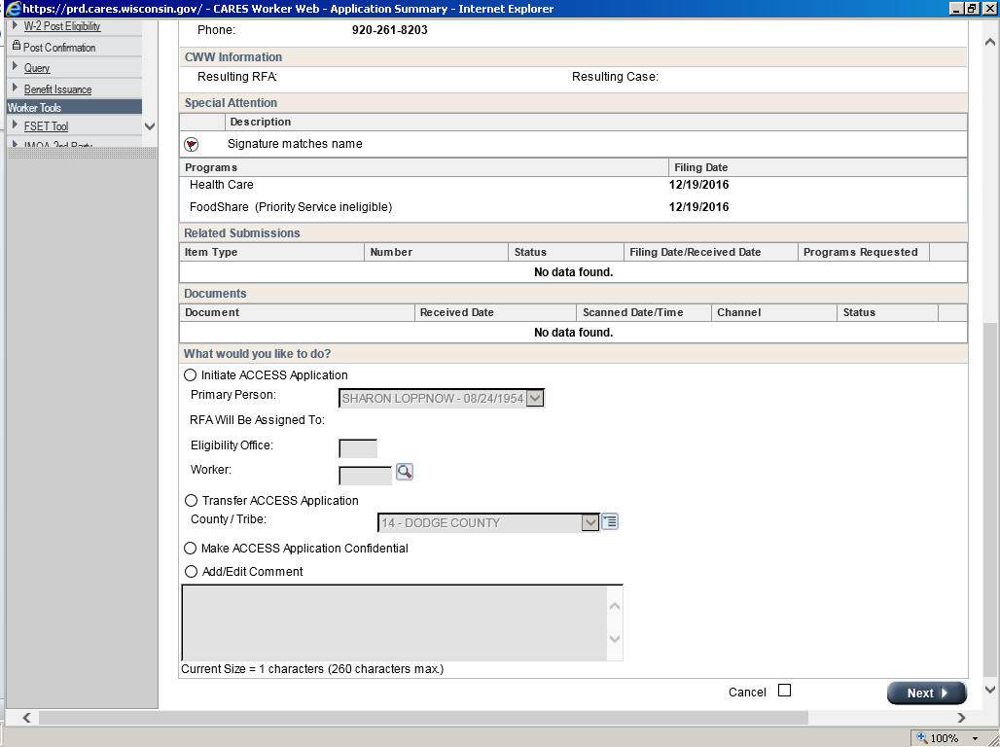 https://prd.cares.wisconsin.gov/ - CARES Worker Web - Application Summary - Internet Explorer
W-2 Post Eligibility
Post Confirmation
Query
Benefit Issuance
Worker Tools
FSET Tool
IMQA 2nd Party
Phone: 920-261-8203
CWW Information
Resulting RFA: Resulting Case:
Special Attention
Description
Signature matches name
Programs Filing Date
Health Care 12/19/2016
FoodShare (Priority Service ineligible) 12/19/2016
Related Submissions
Item Type Number Status Filing Date/Received Date Programs Requested
No data found.
Documents
Document Received Date Scanned Date/Time Channel Status
No data found.
What would you like to do?
Initiate ACCESS Application
Primary Person: SHARON LOPPNOW - 08/24/1954
RFA Will Be Assigned To:
Eligibility Office:
Worker:
Transfer ACCESS Application
County / Tribe: 14 - DODGE COUNTY
Make ACCESS Application Confidential
Add/Edit Comment
Current Size = 1 characters (260 characters max.)
Cancel Next
100%